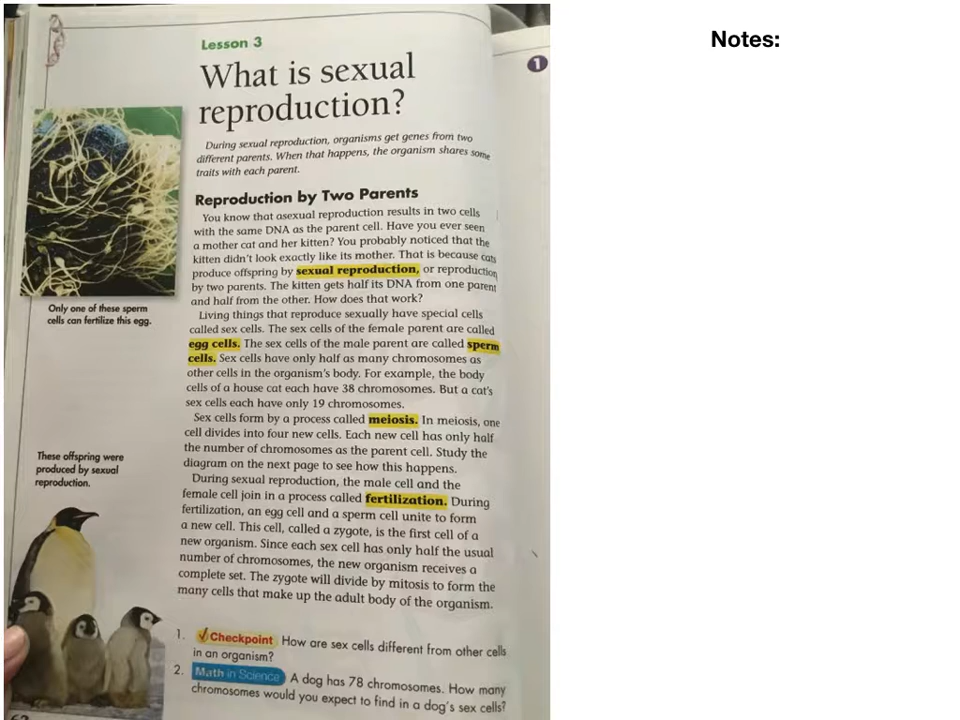 Notes:
Lesson 3
1
What is sexual
reproduction?
During sexual reproduction, organisms get genes from two
different parents. When that happens, the organism shares some
traits with each parent.
Reproduction by Two Parents
You know that asexual reproduction results in two cells
with the same DNA as the parent cell. Have you ever seen
a mother cat and her kitten? You probably noticed that the
kitten didn't look exactly like its mother. That is because cats
produce offspring by sexual reproduction, or reproduction
by two parents. The kitten gets half its DNA from one parent
and half from the other. How does that work?
Living things that reproduce sexually have special cells
called sex cells. The sex cells of the female parent are called
egg cells. The sex cells of the male parent are called sperm
cells. Sex cells have only half as many chromosomes as
other cells in the organism's body. For example, the body
cells of a house cat each have 38 chromosomes. But a cat's
sex cells each have only 19 chromosomes.
Sex cells form by a process called meiosis. In meiosis, one
cell divides into four new cells. Each new cell has only half
the number of chromosomes as the parent cell. Study the
diagram on the next page to see how this happens.
During sexual reproduction, the male cell and the
female cell join in a process called fertilization. During
fertilization, an egg cell and a sperm cell unite to form
a new cell. This cell, called a zygote, is the first cell of a
new organism. Since each sex cell has only half the usual
number of chromosomes, the new organism receives a
complete set. The zygote will divide by mitosis to form the
many cells that make up the adult body of the organism.
Only one of these sperm
cells can fertilize this egg.
These offspring were
produced by sexual
reproduction.
1. Checkpoint How are sex cells different from other cells
in an organism?
2. Math in Science A dog has 78 chromosomes. How many
chromosomes would you expect to find in a dog's sex cells?